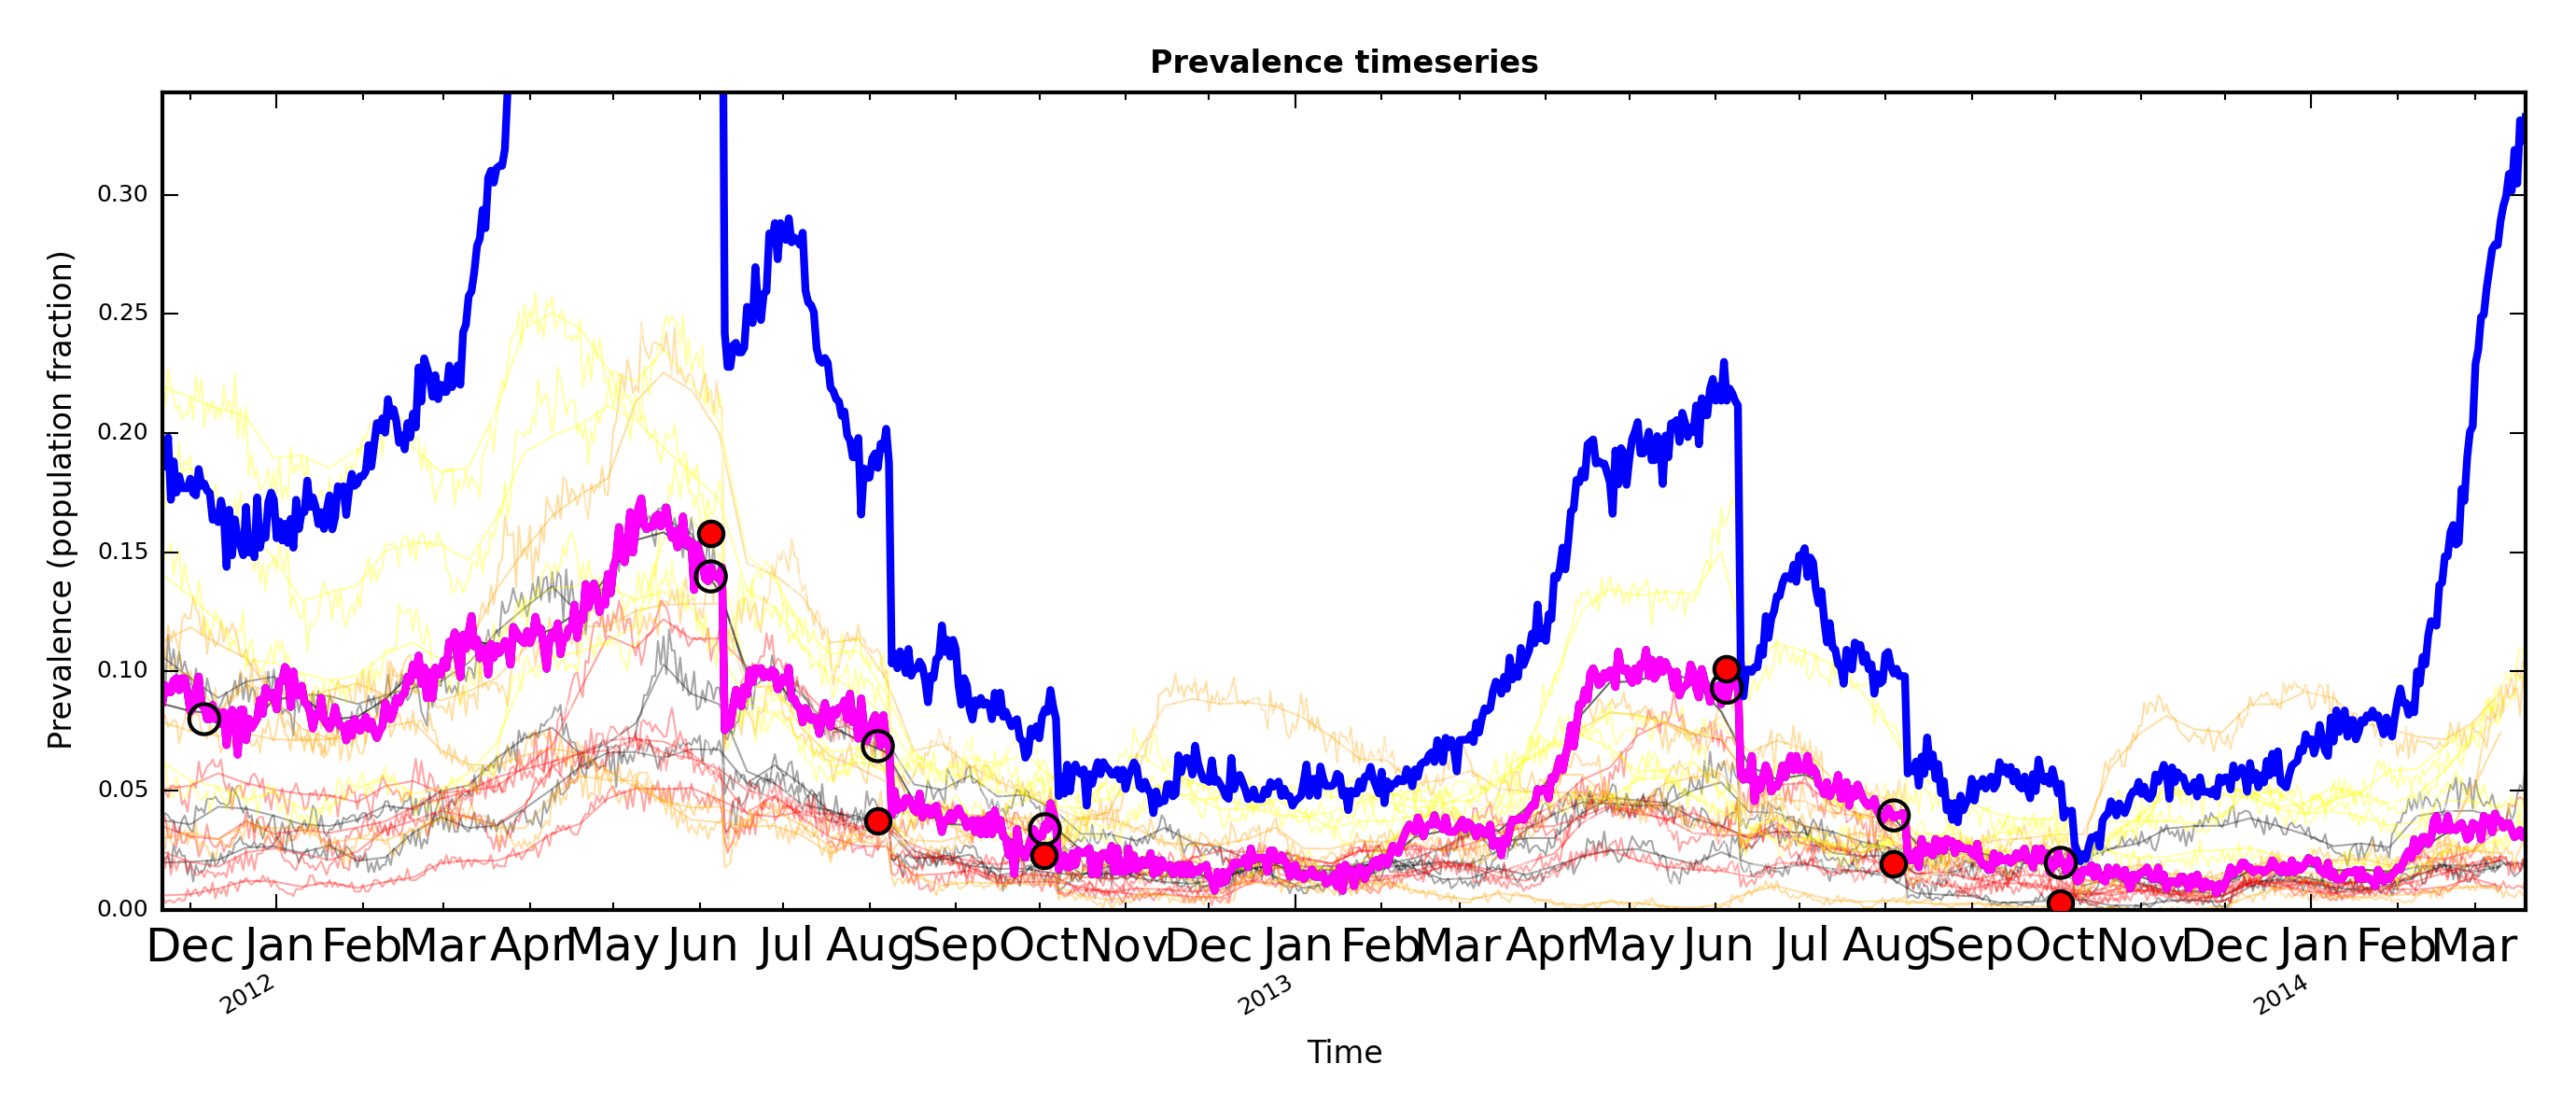 Prevalence timeseries
Prevalence (population fraction)
0.30
0.25
0.20
0.15
0.10
0.05
0.00
Dec Jan Feb Mar Apr May Jun Jul Aug Sep Oct Nov Dec Jan Feb Mar Apr May Jun Jul Aug Sep Oct Nov Dec Jan Feb Mar
2012 2013 2014
Time